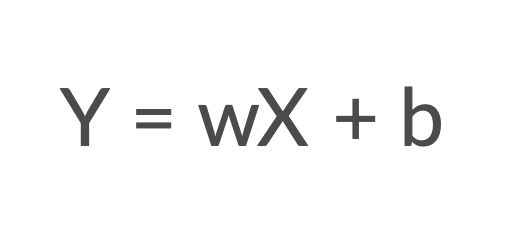 Y = wX + b